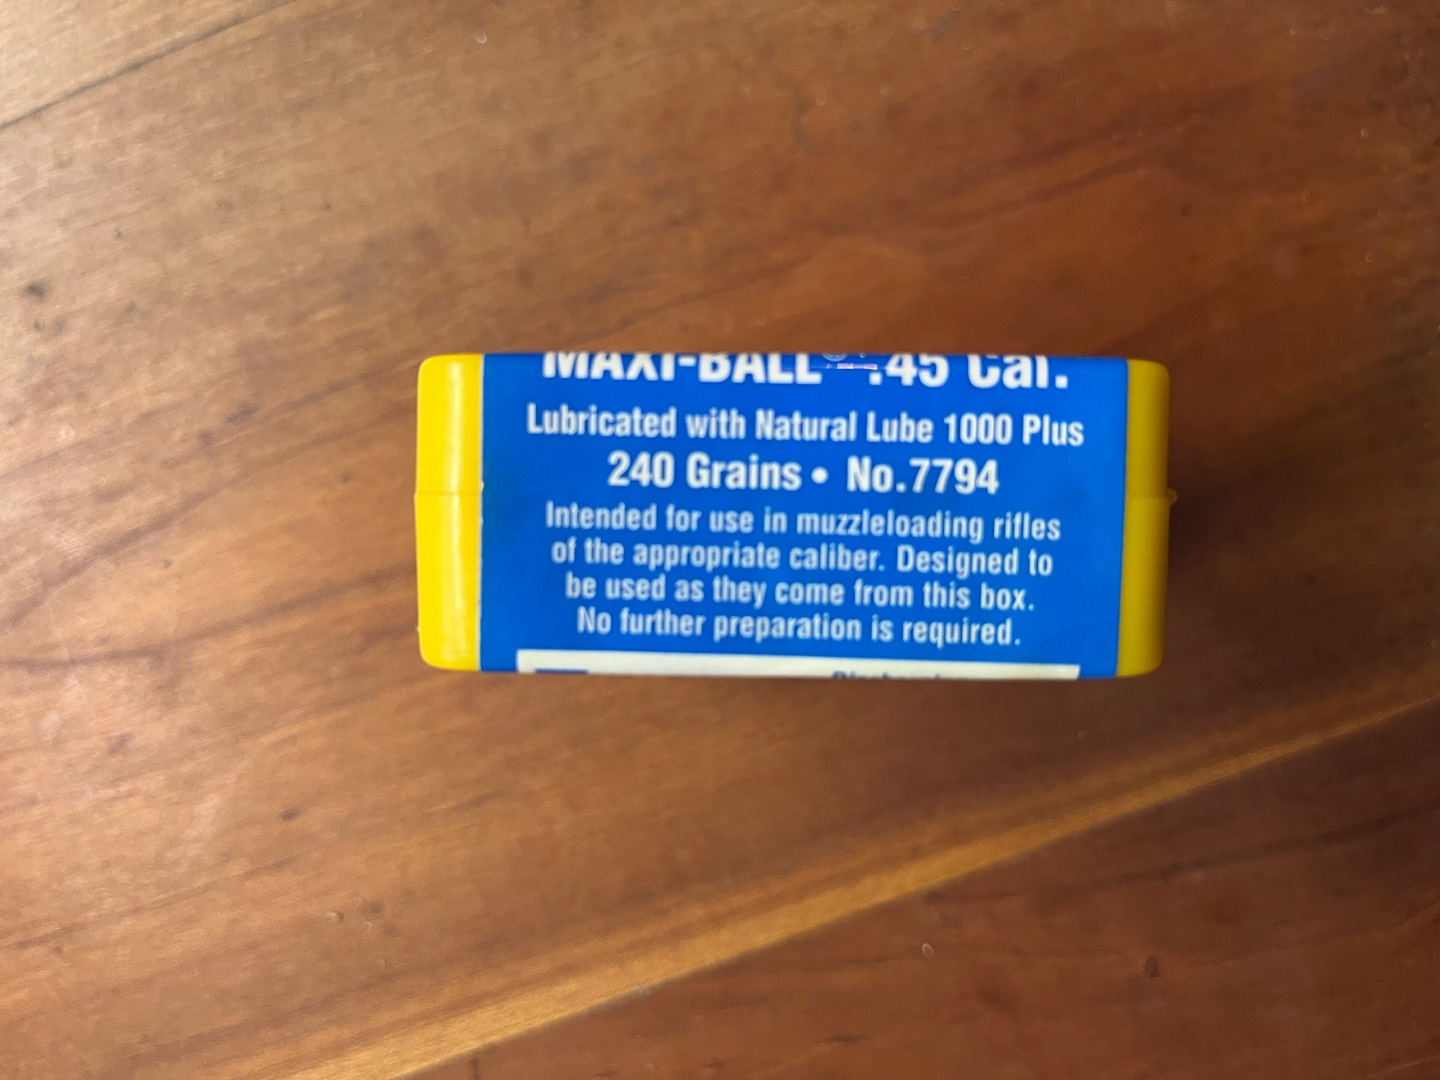 MAXI-BALL® .45 Cal.
Lubricated with Natural Lube 1000 Plus
240 Grains • No.7794
Intended for use in muzzleloading rifles
of the appropriate caliber. Designed to
be used as they come from this box.
No further preparation is required.